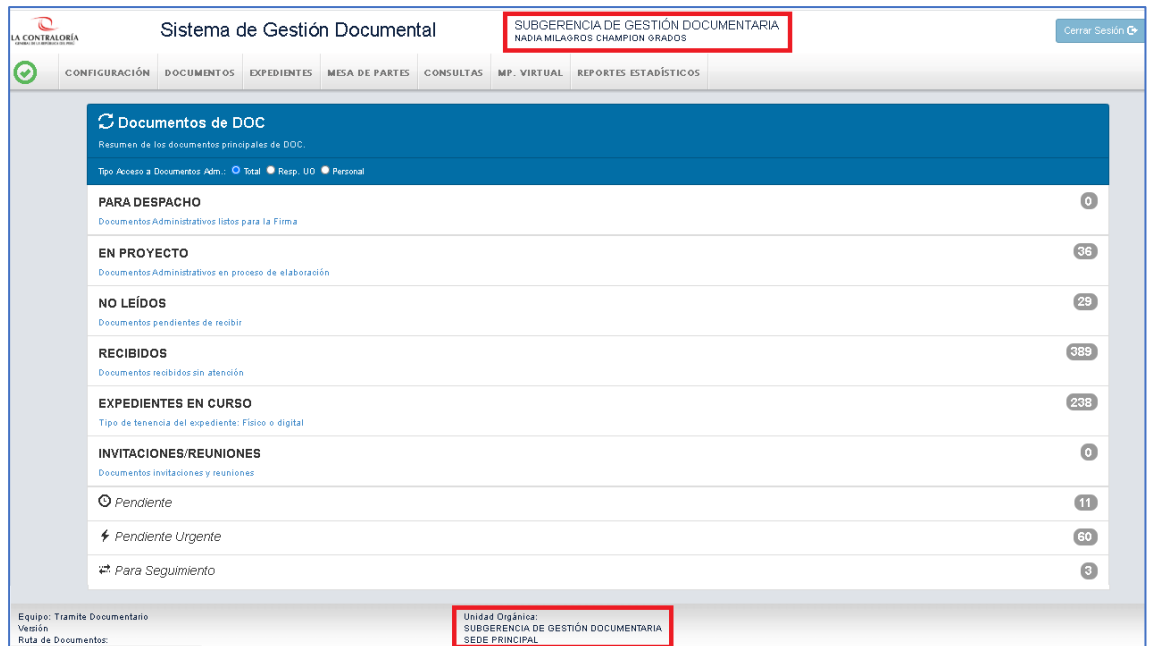 LA CONTRALORÍA
GENERAL DE LA REPÚBLICA DEL PERÚ
Sistema de Gestión Documental
SUBGERENCIA DE GESTIÓN DOCUMENTARIA
NADIA MILAGROS CHAMPION GRADOS
Cerrar Sesión
CONFIGURACIÓN DOCUMENTOS EXPEDIENTES MESA DE PARTES CONSULTAS MP. VIRTUAL REPORTES ESTADÍSTICOS
Documentos de DOC
Resumen de los documentos principales de DOC.
Tipo Acceso a Documentos Adm.: Total Resp. UO Personal
PARA DESPACHO 0
Documentos Administrativos listos para la Firma
EN PROYECTO 36
Documentos Administrativos en proceso de elaboración
NO LEÍDOS 29
Documentos pendientes de recibir
RECIBIDOS 389
Documentos recibidos sin atención
EXPEDIENTES EN CURSO 238
Tipo de tenencia del expediente: Físico o digital
INVITACIONES/REUNIONES 0
Documentos invitaciones y reuniones
Pendiente 11
Pendiente Urgente 60
Para Seguimiento 3
Equipo: Tramite Documentario
Versión
Ruta de Documentos:
Unidad Orgánica:
SUBGERENCIA DE GESTIÓN DOCUMENTARIA
SEDE PRINCIPAL